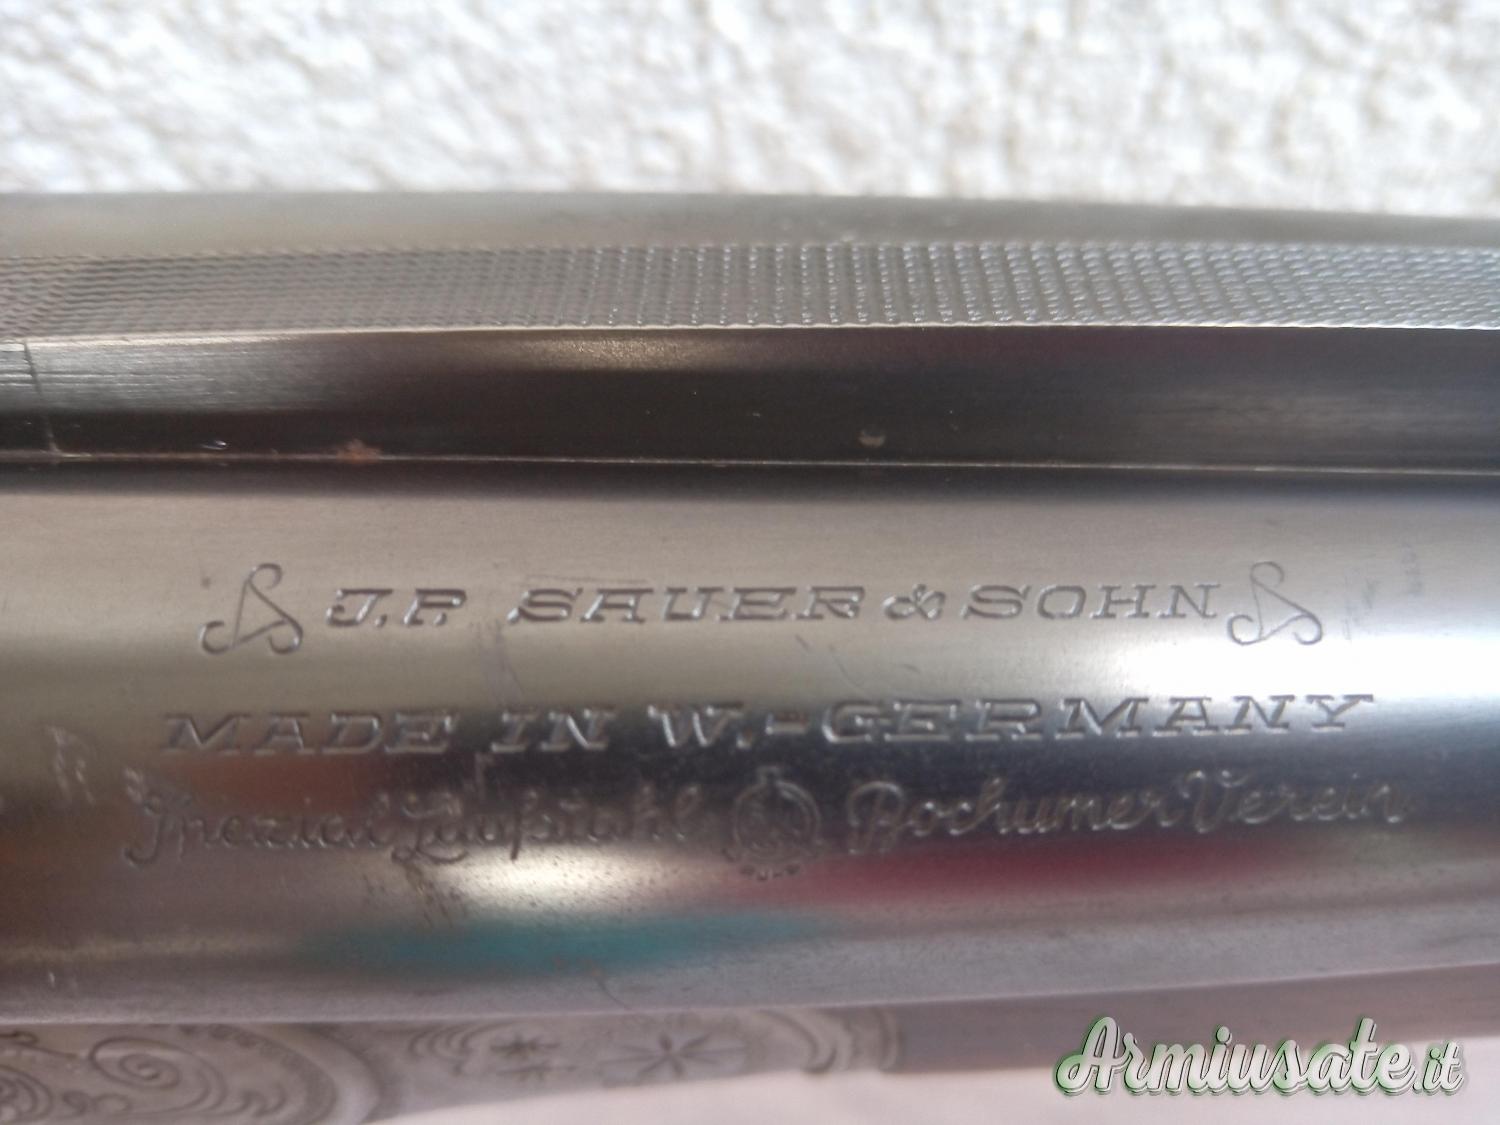 J.P. SAUER & SOHN
MADE IN W.-GERMANY
Spezial Laufstahl Bochumer Verein
Armiusate.it